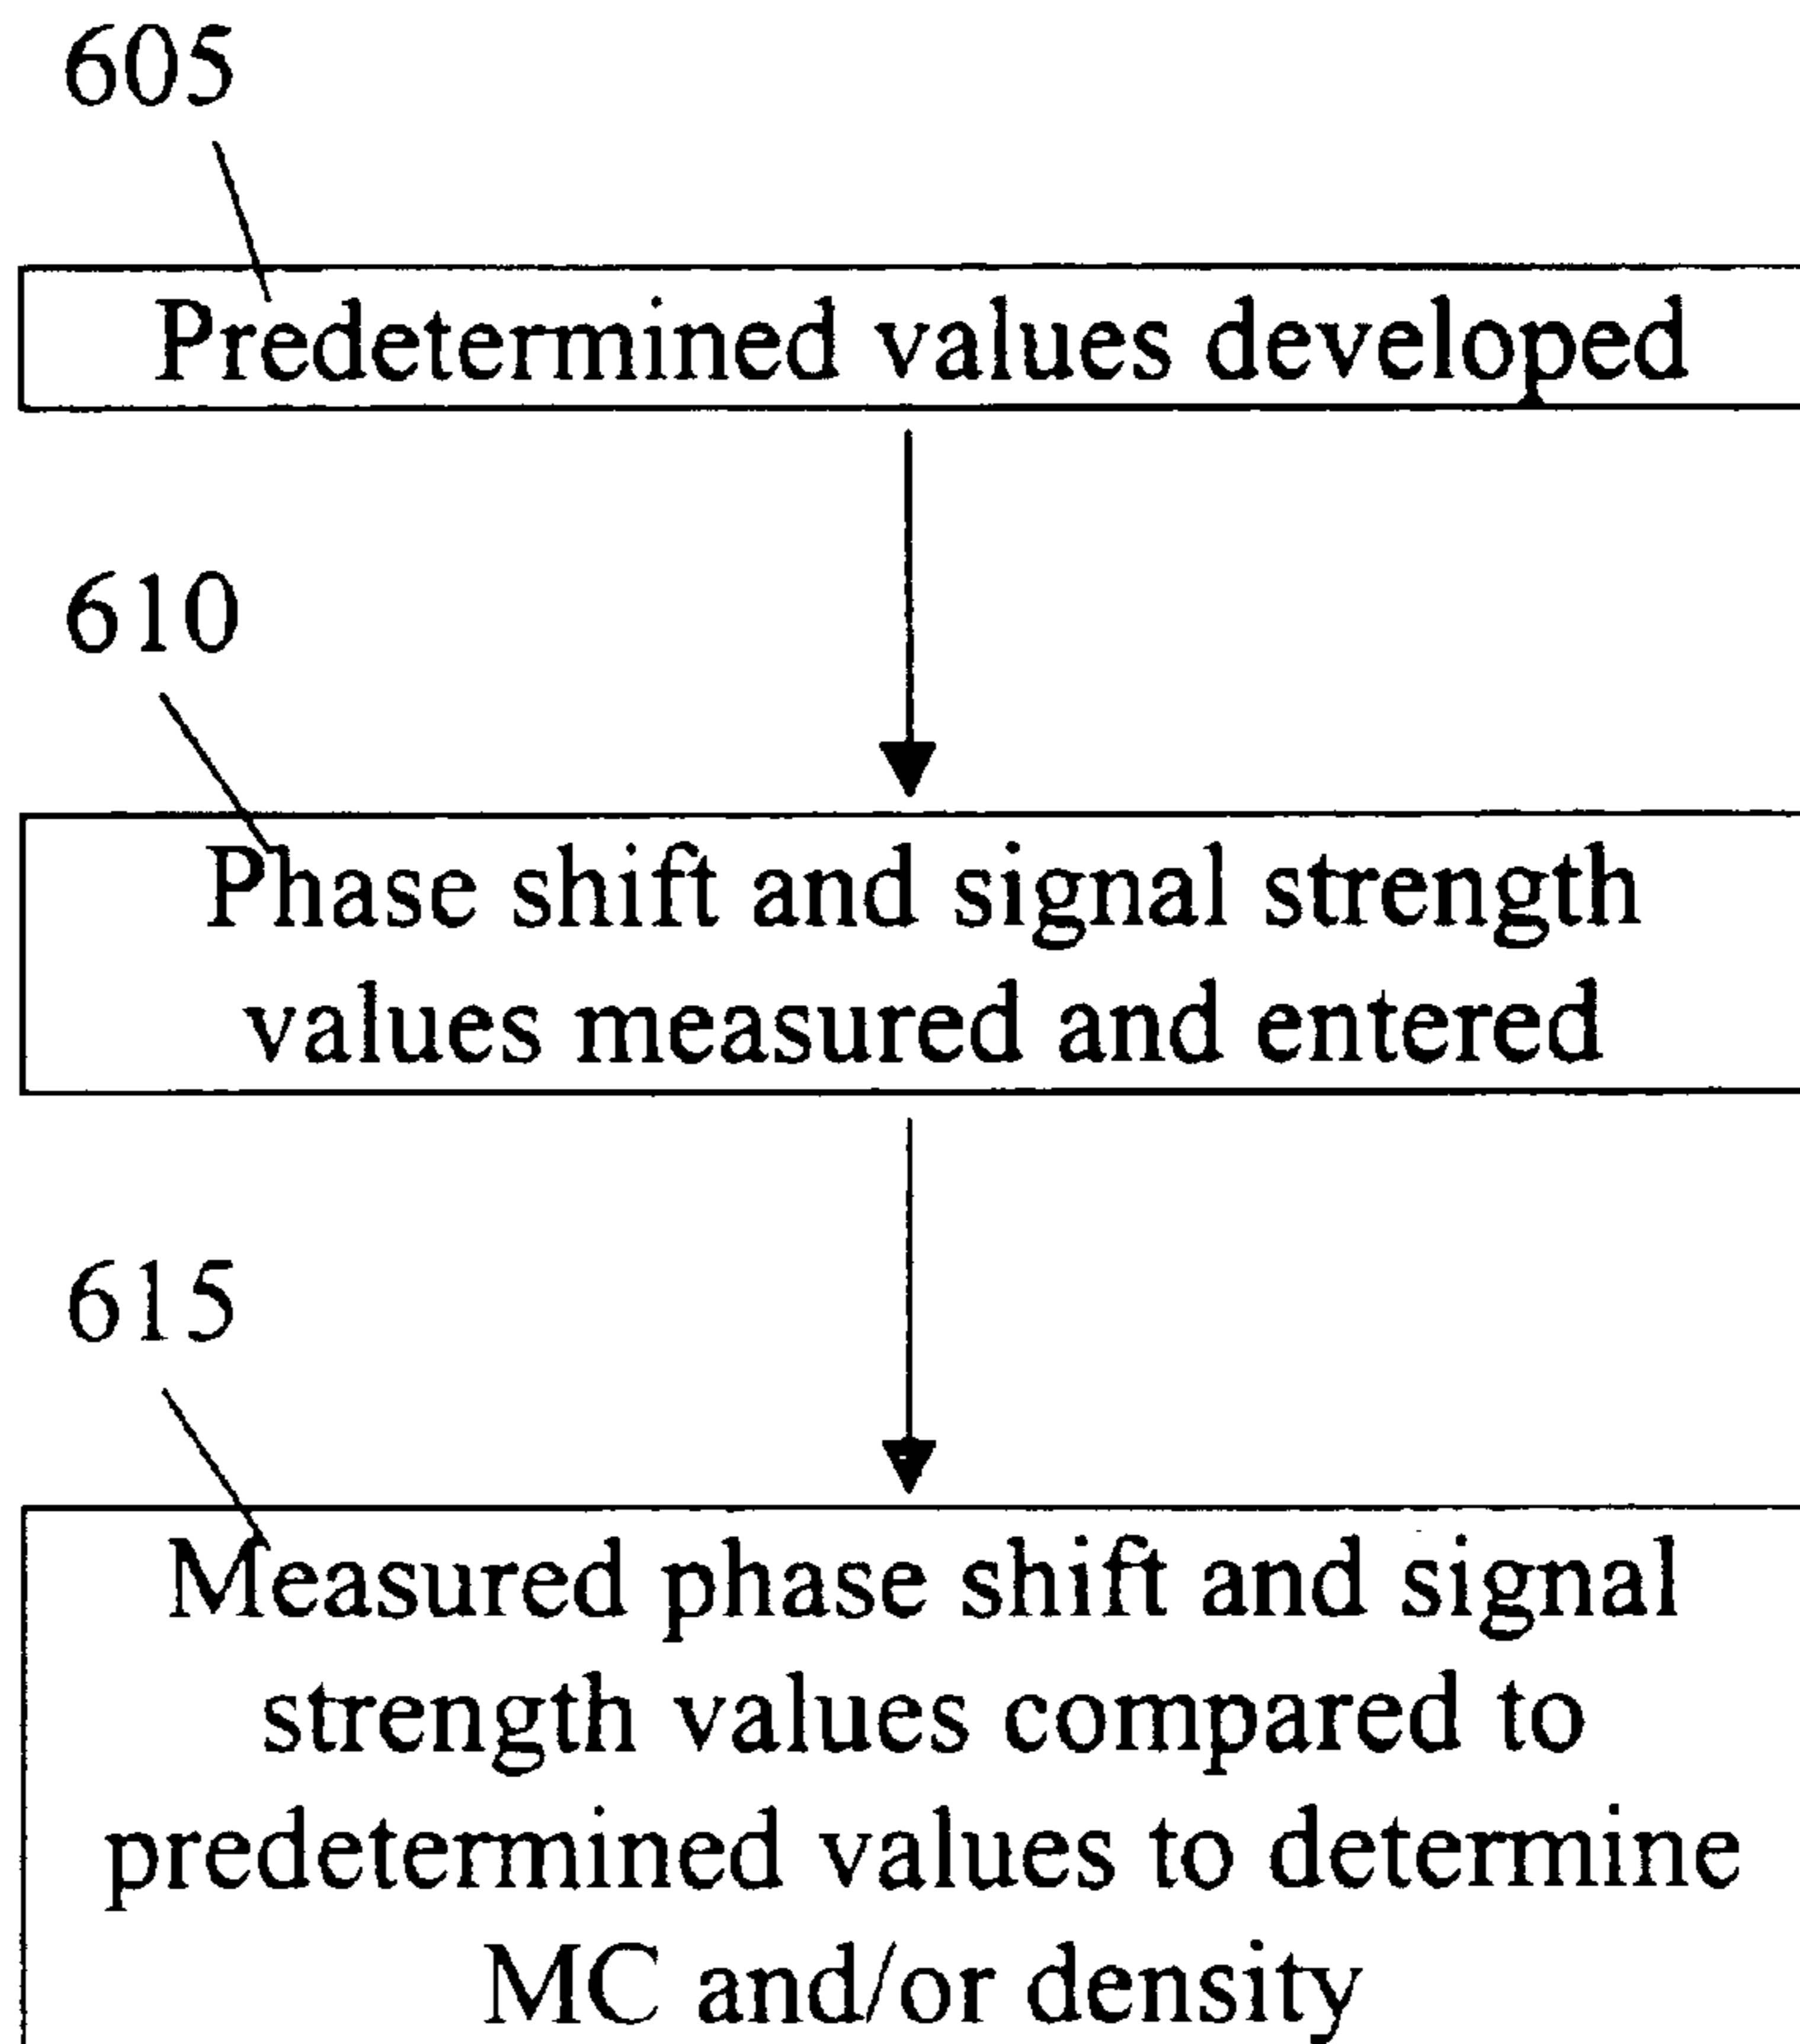 605
Predetermined values developed
610
Phase shift and signal strength
values measured and entered
615
Measured phase shift and signal
strength values compared to
predetermined values to determine
MC and/or density